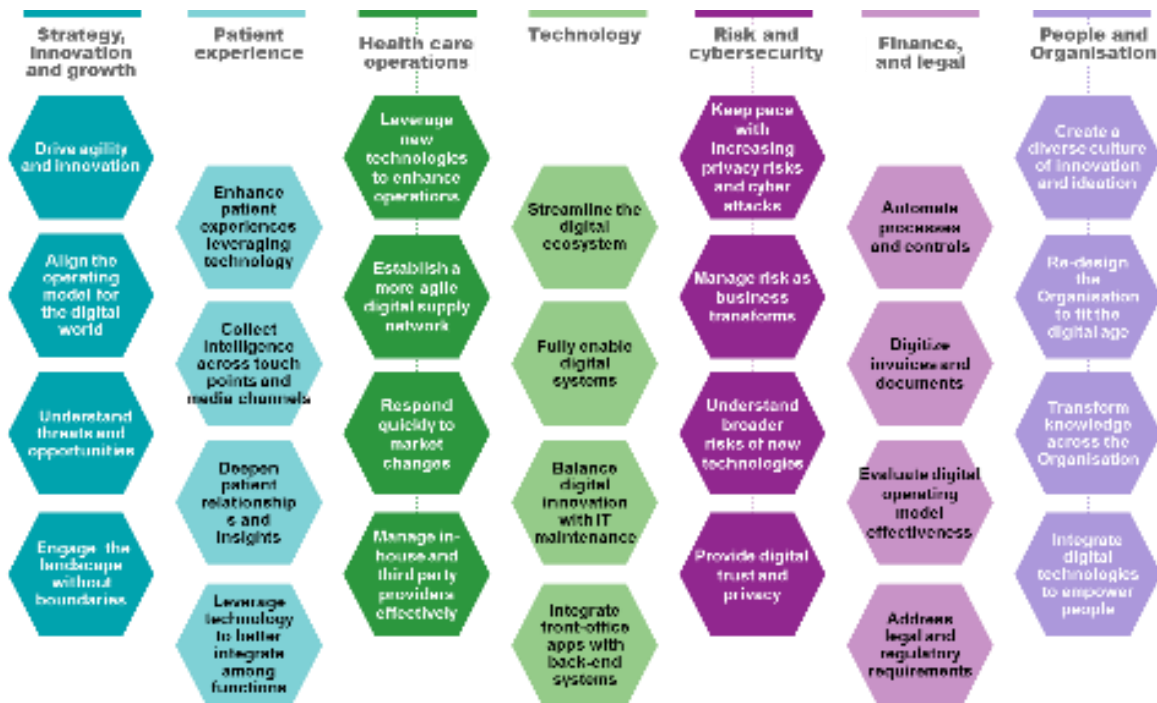 Strategy,
Innovation
and growth
Drive agility
and innovation
Align the
operating
model for
the digital
world
Understand
threats and
opportunities
Engage the
landscape
without
boundaries
Patient
experience
Enhance
patient
experiences
leveraging
technology
Collect
intelligence
across touch
points and
media channels
Deepen
patient
relationship
s and
insights
Leverage
technology
to better
integrate
among
functions
Health care
operations
Leverage
new
technologies
to enhance
operations
Establish a
more agile
digital supply
network
Respond
quickly to
market
changes
Manage in-
house and
third party
providers
effectively
Technology
Streamline the
digital
ecosystem
Fully enable
digital
systems
Balance
digital
innovation
with IT
maintenance
Integrate
front-office
apps with
back-end
systems
Risk and
cybersecurity
Keep pace
with
increasing
privacy risks
and cyber
attacks
Manage risk as
business
transforms
Understand
broader
risks of new
technologies
Provide digital
trust and
privacy
Finance,
and legal
Automate
processes
and controls
Digitize
invoices and
documents
Evaluate digital
operating
model
effectiveness
Address
legal and
regulatory
requirements
People and
Organisation
Create a
diverse culture
of innovation
and ideation
Re-design
the
Organisation
to fit the
digital age
Transform
knowledge
across the
Organisation
Integrate
digital
technologies
to empower
people